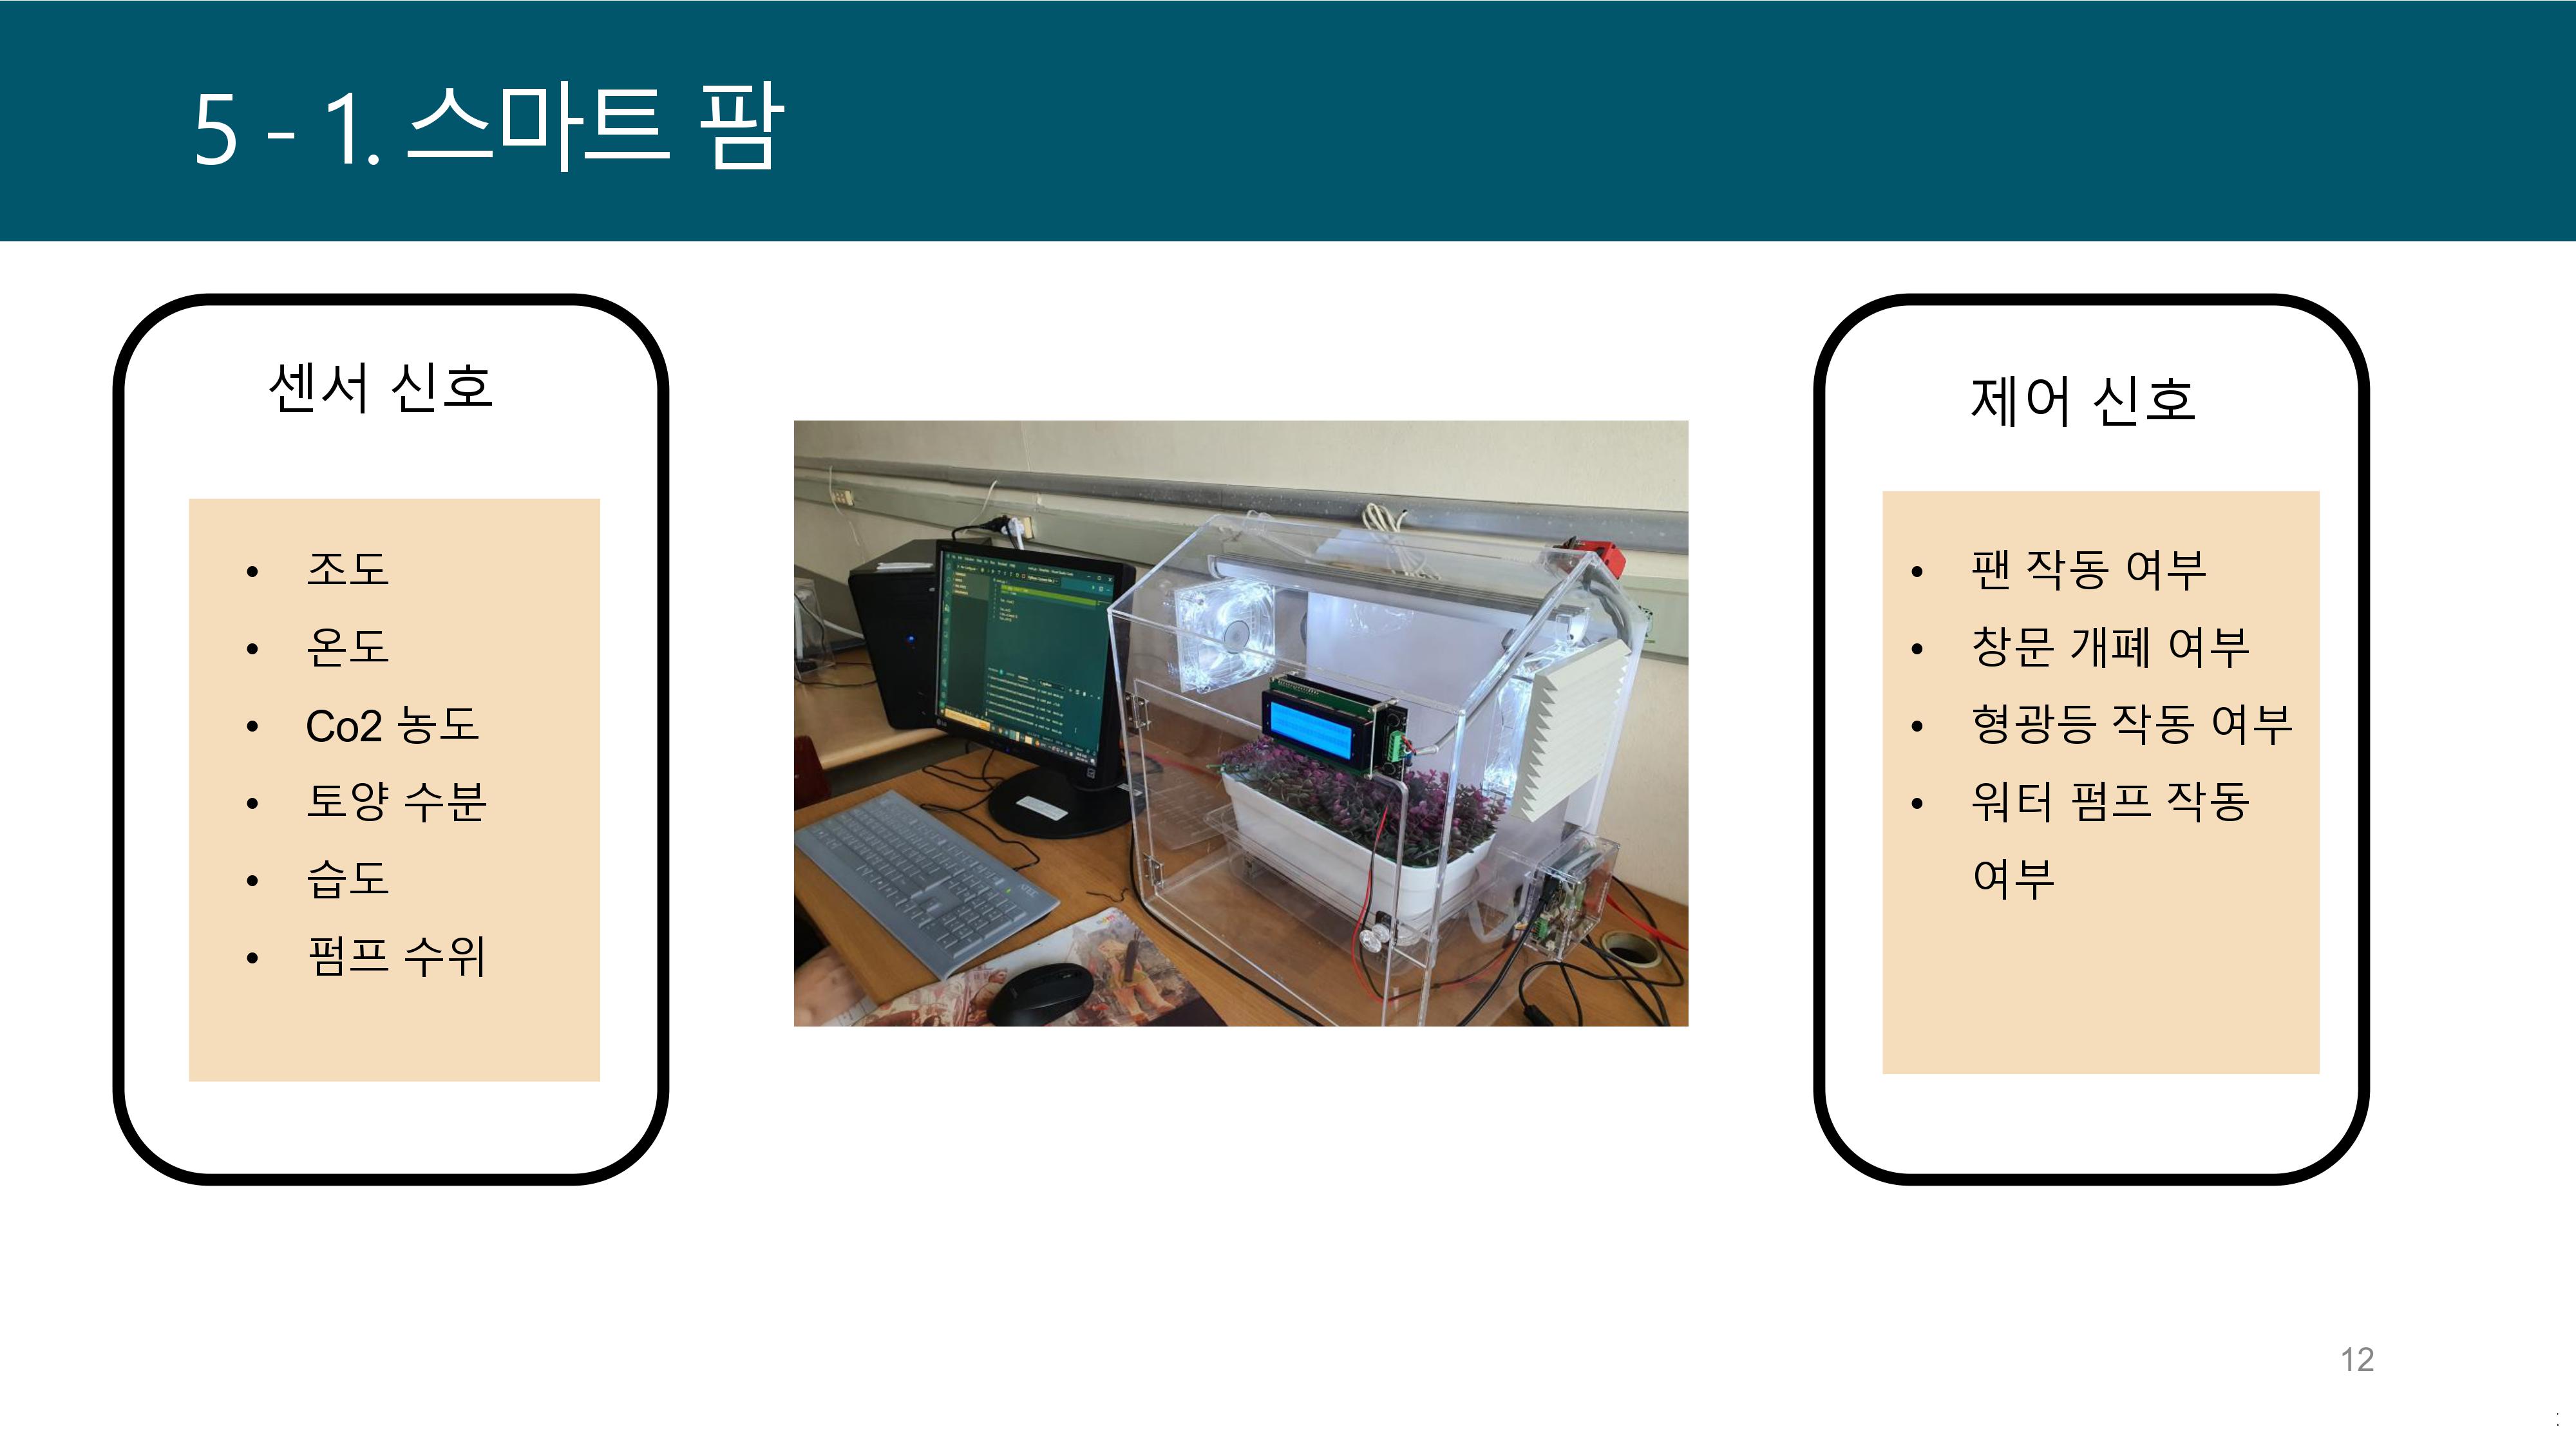 5 - 1. 스마트 팜
센서 신호
• 조도
• 온도
• Co2 농도
• 토양 수분
• 습도
• 펌프 수위
제어 신호
• 팬 작동 여부
• 창문 개폐 여부
• 형광등 작동 여부
• 워터 펌프 작동
여부
12